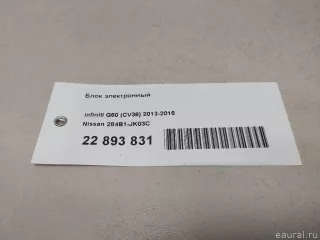 Блок электронный
Infiniti Q60 (CV36) 2013-2016
Nissan 284B1-JK03C
22 893 831
© eaural.ru